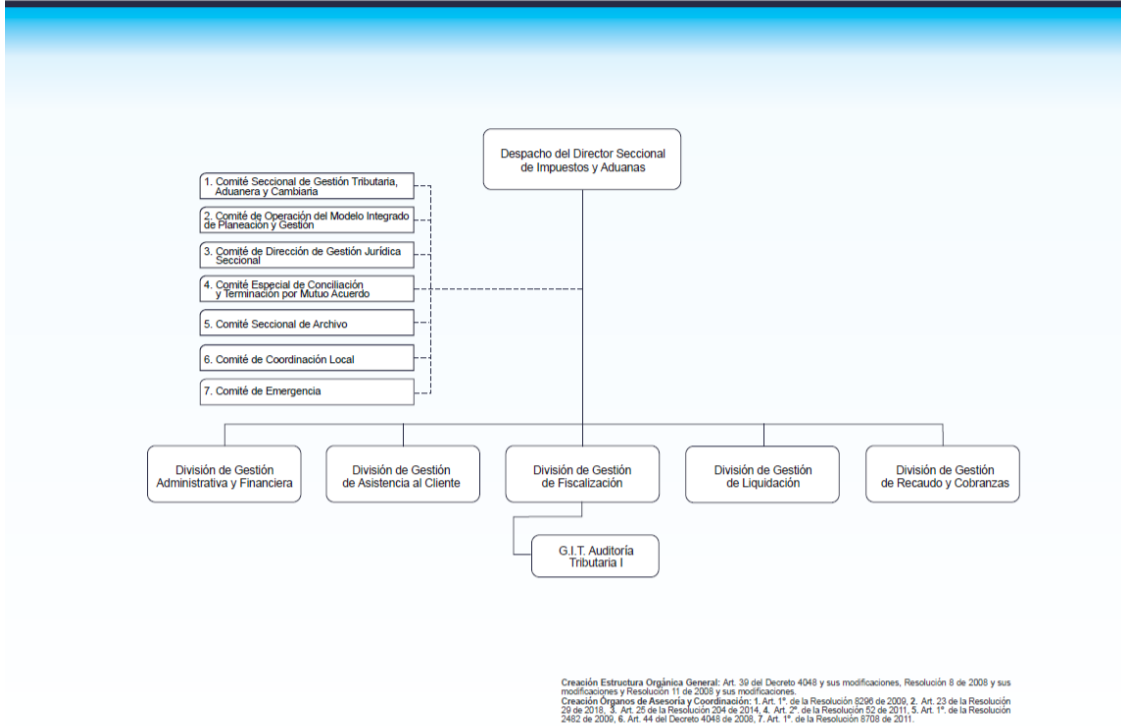 Despacho del Director Seccional
de Impuestos y Aduanas
1. Comité Seccional de Gestión Tributaria,
Aduanera y Cambiaria
2. Comité de Operación del Modelo Integrado
de Planeación y Gestión
3. Comité de Dirección de Gestión Jurídica
Seccional
4. Comité Especial de Conciliación
y Terminación por Mutuo Acuerdo
5. Comité Seccional de Archivo
6. Comité de Coordinación Local
7. Comité de Emergencia
División de Gestión
Administrativa y Financiera
División de Gestión
de Asistencia al Cliente
División de Gestión
de Fiscalización
División de Gestión
de Liquidación
División de Gestión
de Recaudo y Cobranzas
G.I.T. Auditoría
Tributaria I
Creación Estructura Orgánica General: Art. 39 del Decreto 4048 y sus modificaciones, Resolución 8 de 2008 y sus
modificaciones y Resolución 11 de 2008 y sus modificaciones.
Creación Órganos de Asesoría y Coordinación: 1. Art. 1°. de la Resolución 8296 de 2009, 2. Art. 23 de la Resolución
29 de 2018, 3. Art. 25 de la Resolución 204 de 2014, 4. Art. 2°. de la Resolución 52 de 2011, 5. Art. 1°. de la Resolución
2482 de 2009, 6. Art. 44 del Decreto 4048 de 2008, 7. Art. 1°. de la Resolución 8708 de 2011.